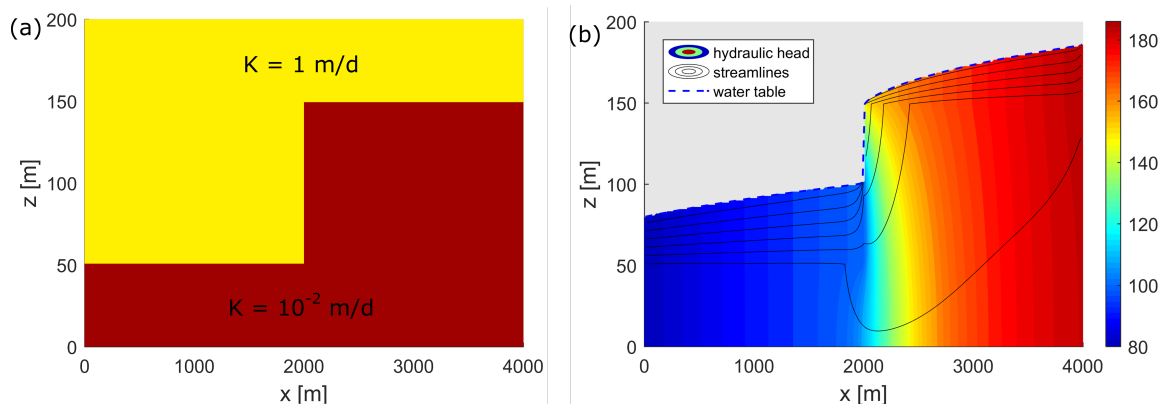 (a)
200
150
100
50
0
z [m]
K = 1 m/d
K = 10⁻² m/d
0 1000 2000 3000 4000
x [m]
(b)
200
150
100
50
0
z [m]
hydraulic head
streamlines
water table
0 1000 2000 3000 4000
x [m]
180
160
140
120
100
80